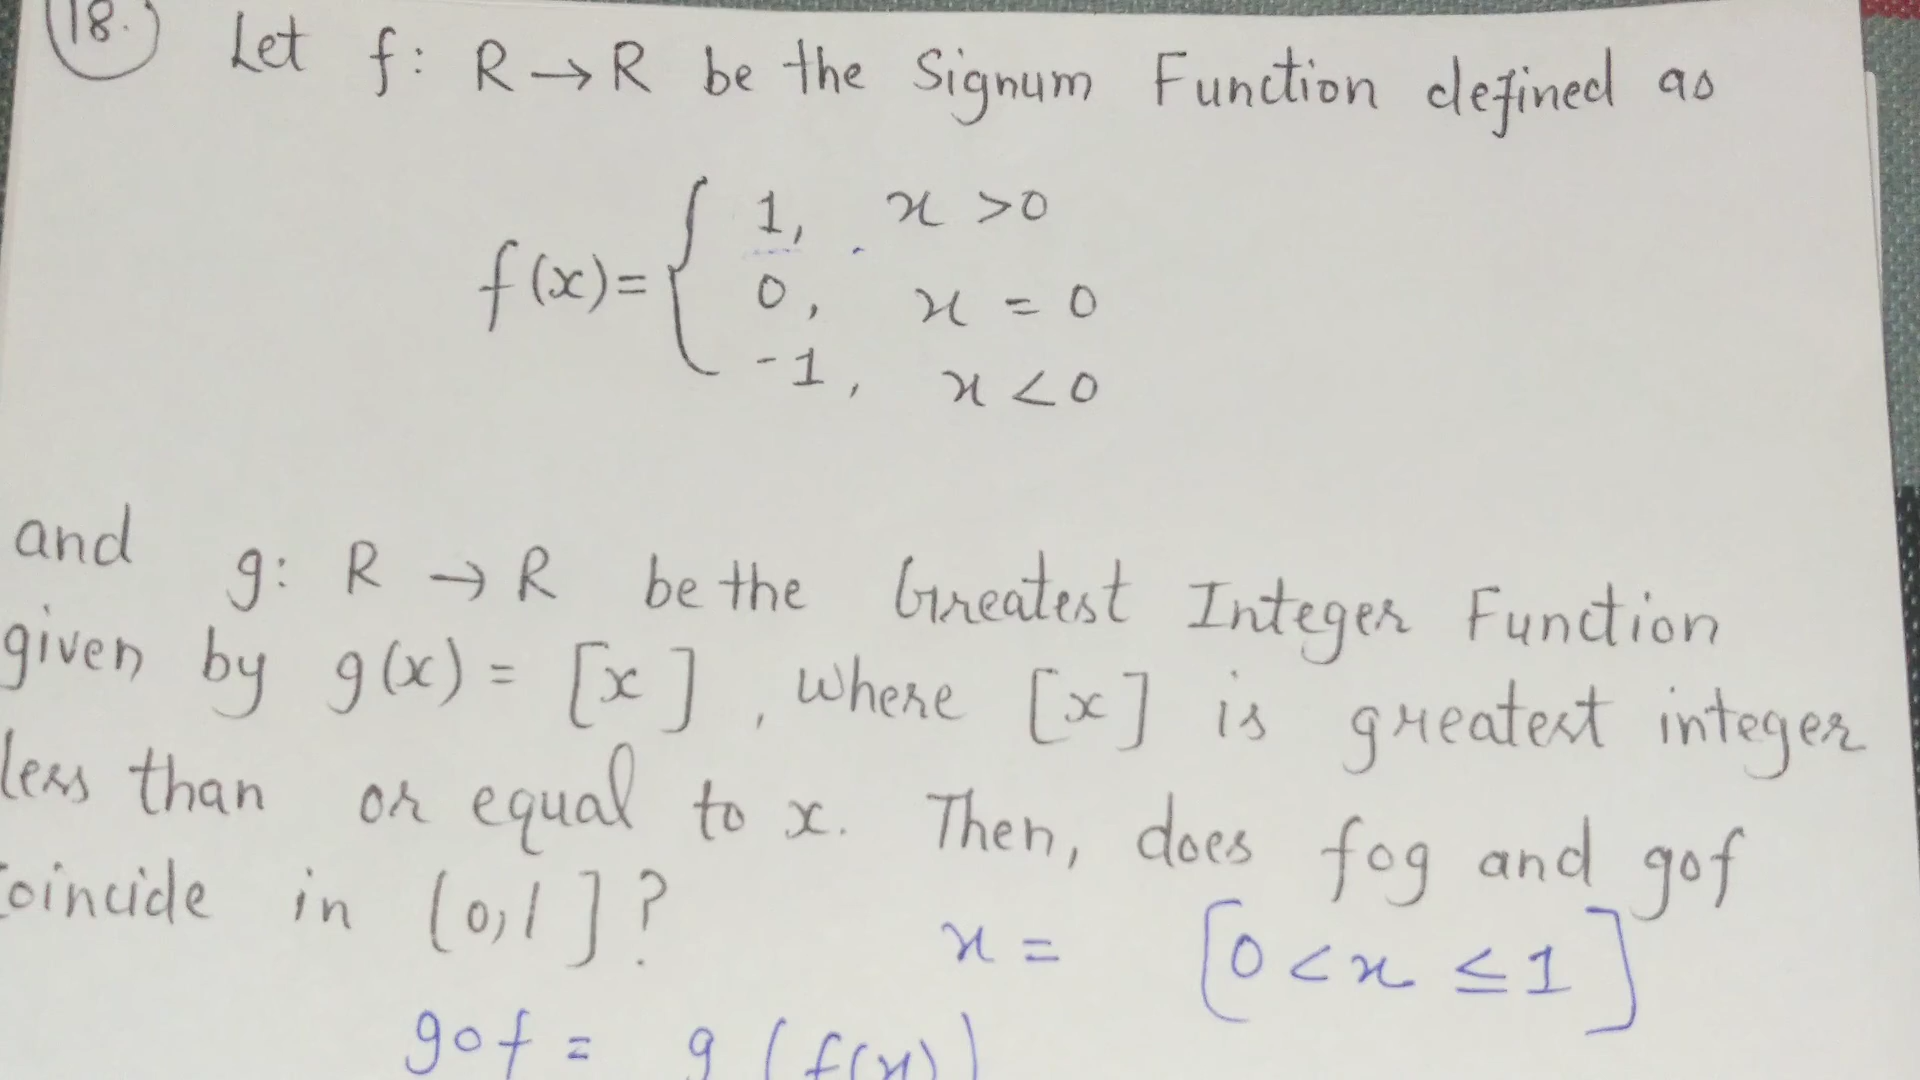 18.
Let f: R → R be the Signum Function defined as
f(x) = { 1, x > 0
0, x = 0
-1, x < 0
and g: R → R be the Greatest Integer Function
given by g(x) = [x], where [x] is greatest integer
less than or equal to x. Then, does fog and gof
coincide in (0,1]?
x = [0 < x ≤ 1]
gof = g(f(x))